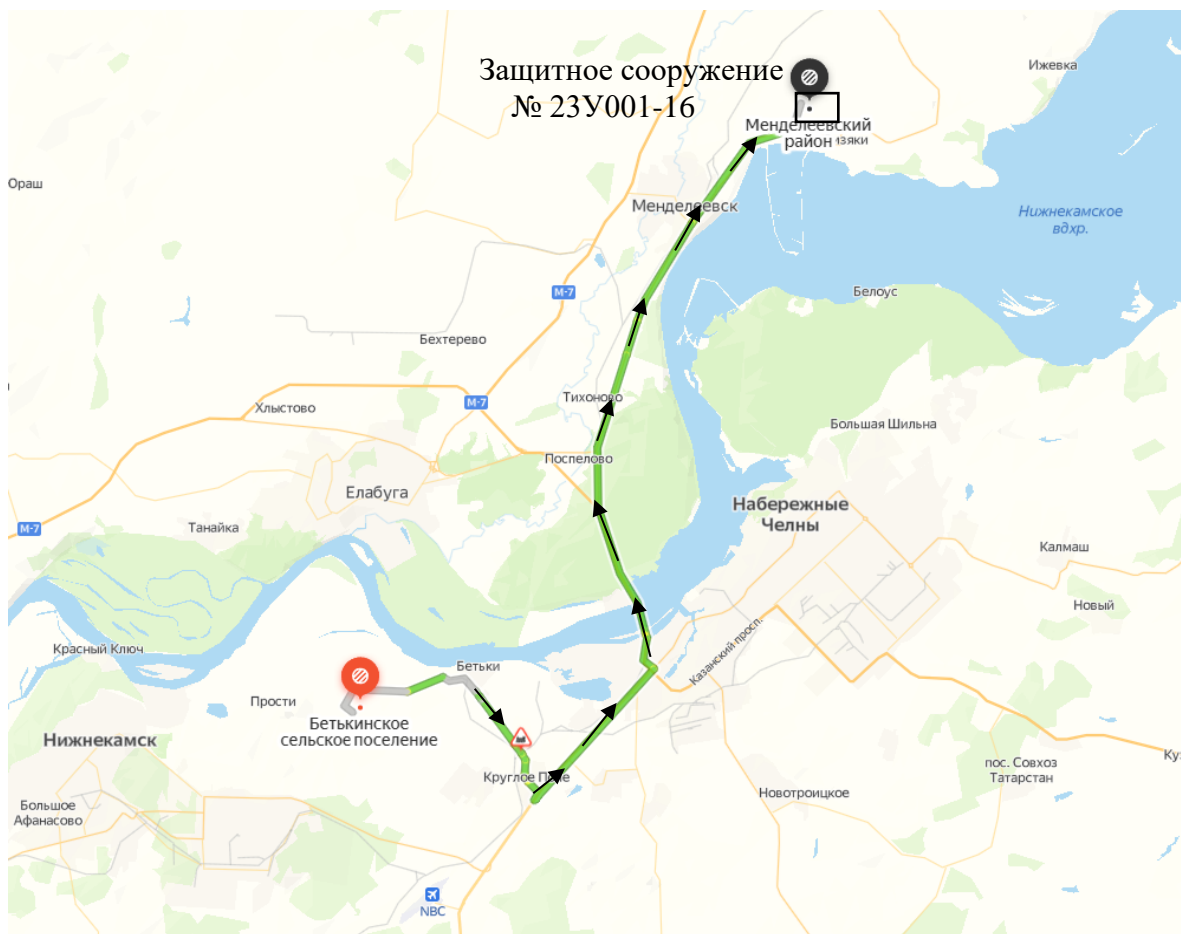 Защитное сооружение
№ 23У001-16
Ижевка
Менделеевский
район
Ораш
Менделеевск
Нижнекамское
вдхр.
М-7
Белоус
Бехтерево
Тихоново
М-7
Хлыстово
Большая Шильна
Поспелово
Елабуга
Набережные
Челны
Танайка
М-7
Калмаш
Новый
Казанский просп.
Красный Ключ
Бетьки
Прости
Бетькинское
сельское поселение
Нижнекамск
Круглое Поле
пос. Совхоз
Татарстан
Новотроицкое
Большое
Афанасово
NBC